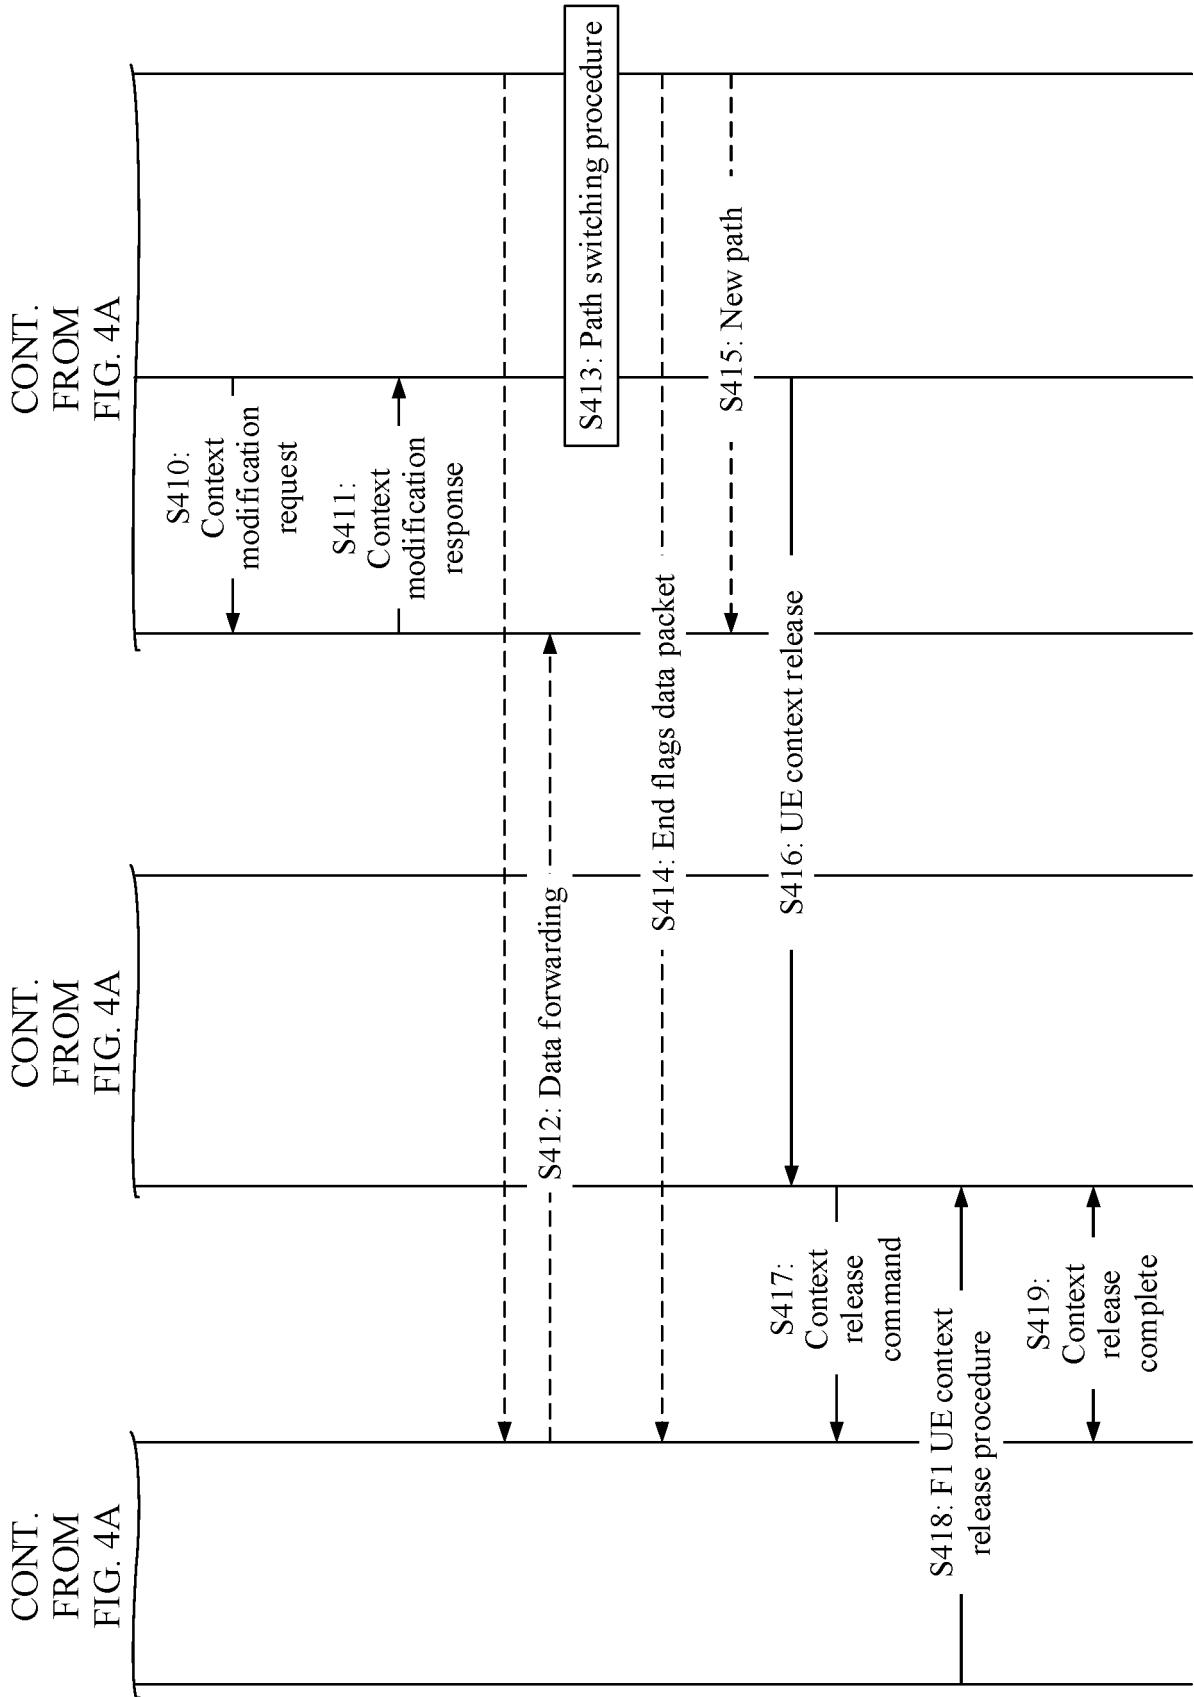 CONT.
FROM
FIG. 4A
CONT.
FROM
FIG. 4A
CONT.
FROM
FIG. 4A
S410:
Context
modification
request
S411:
Context
modification
response
S412: Data forwarding
S413: Path switching procedure
S414: End flags data packet
S415: New path
S416: UE context release
S417:
Context
release
command
S418: F1 UE context
release procedure
S419:
Context
release
complete